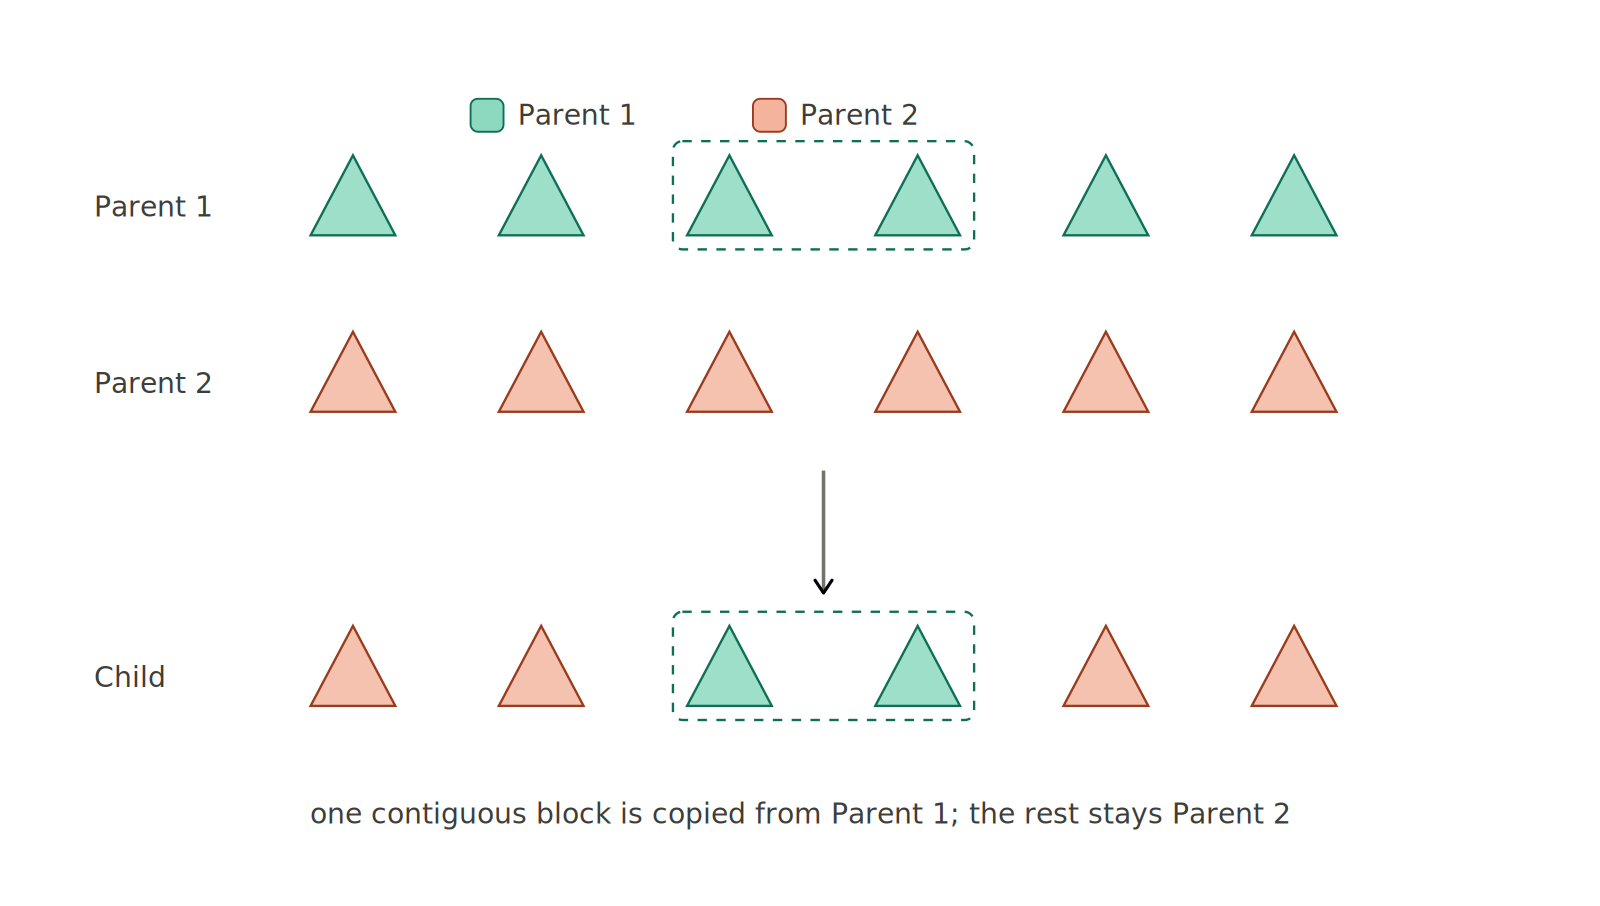 Parent 1
Parent 2
Parent 1
Parent 2
Child
one contiguous block is copied from Parent 1; the rest stays Parent 2